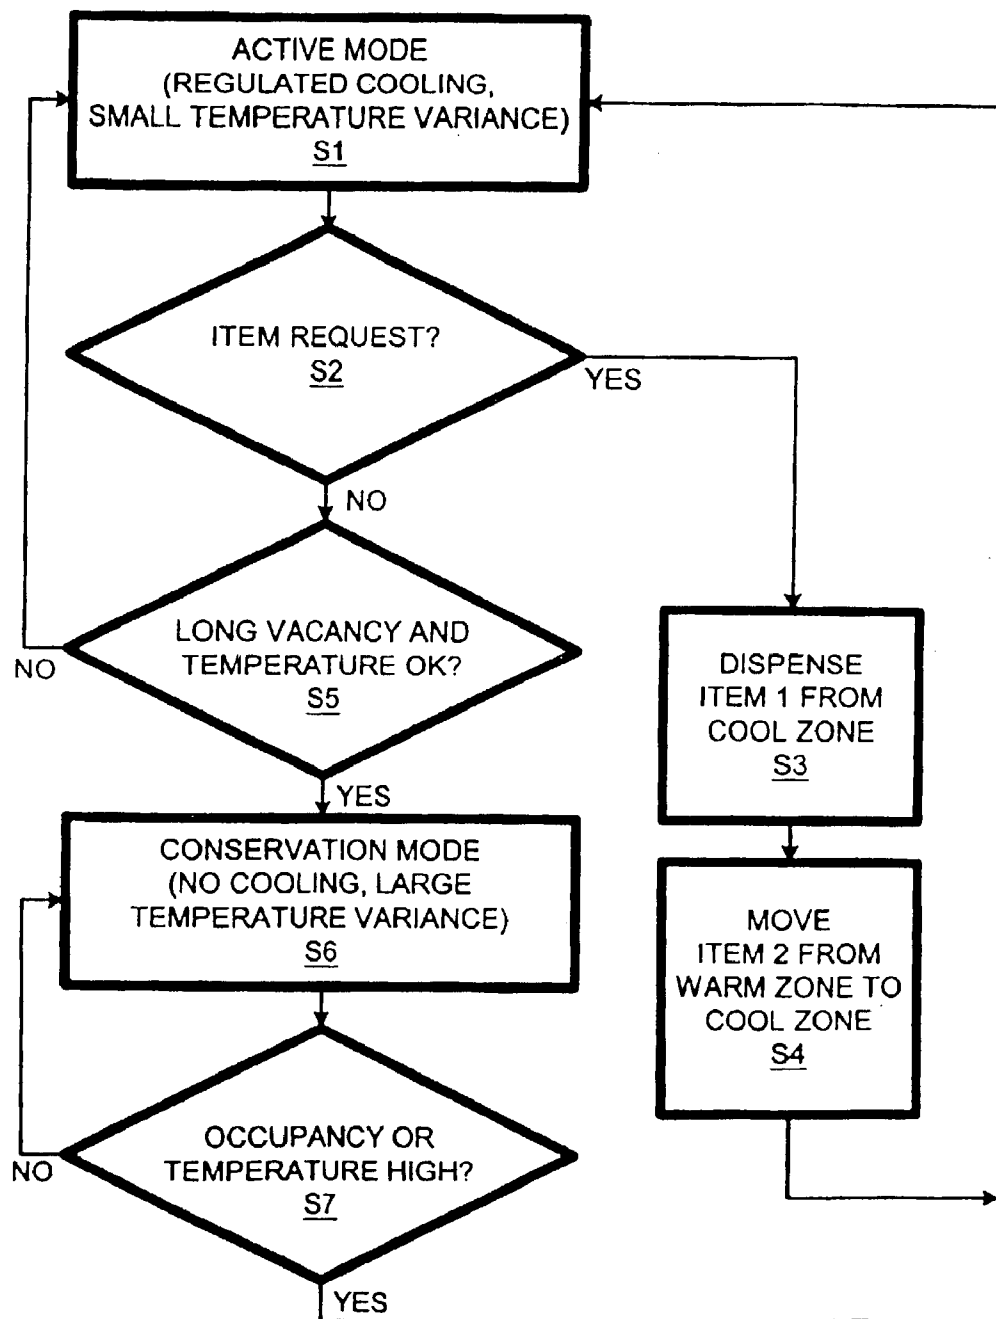 ACTIVE MODE
(REGULATED COOLING,
SMALL TEMPERATURE VARIANCE)
S1
ITEM REQUEST?
S2
YES
NO
LONG VACANCY AND
TEMPERATURE OK?
S5
NO
YES
DISPENSE
ITEM 1 FROM
COOL ZONE
S3
CONSERVATION MODE
(NO COOLING, LARGE
TEMPERATURE VARIANCE)
S6
MOVE
ITEM 2 FROM
WARM ZONE TO
COOL ZONE
S4
OCCUPANCY OR
TEMPERATURE HIGH?
S7
NO
YES